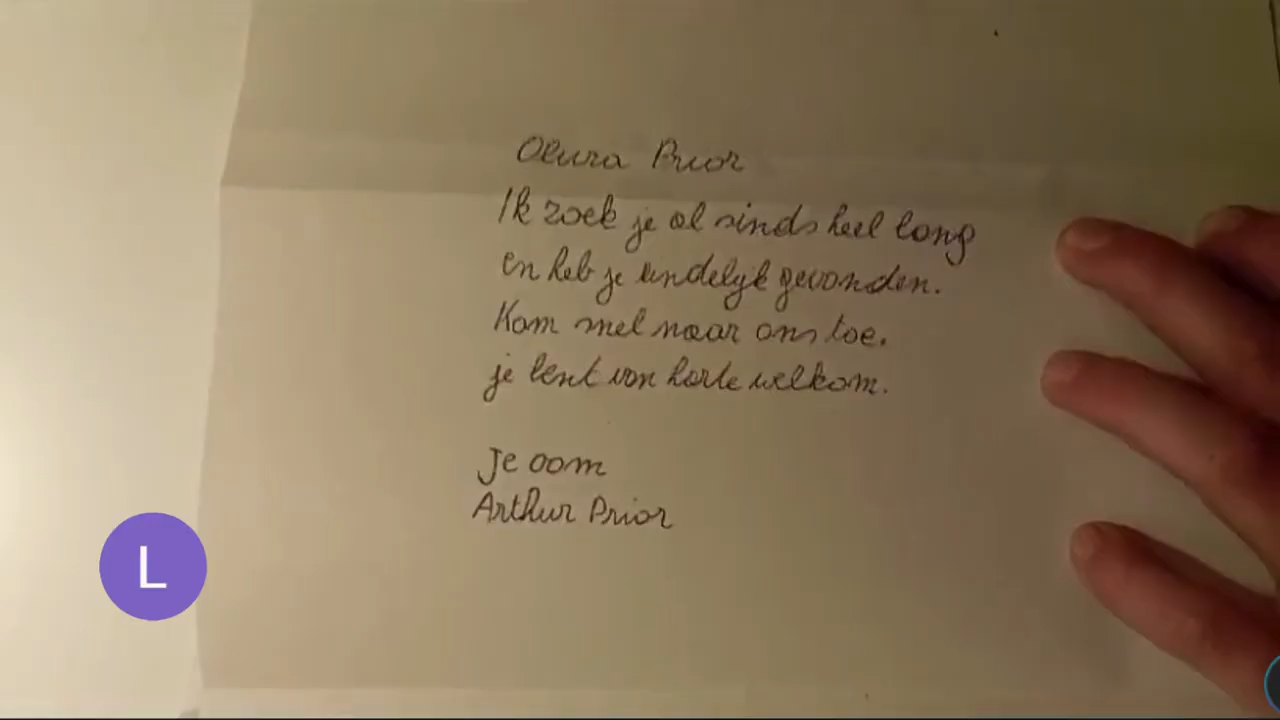 Olivia Prior
Ik zoek je al sinds heel lang
en heb je eindelijk gevonden.
Kom snel naar ons toe.
je bent van harte welkom.
Je oom
Arthur Prior
L